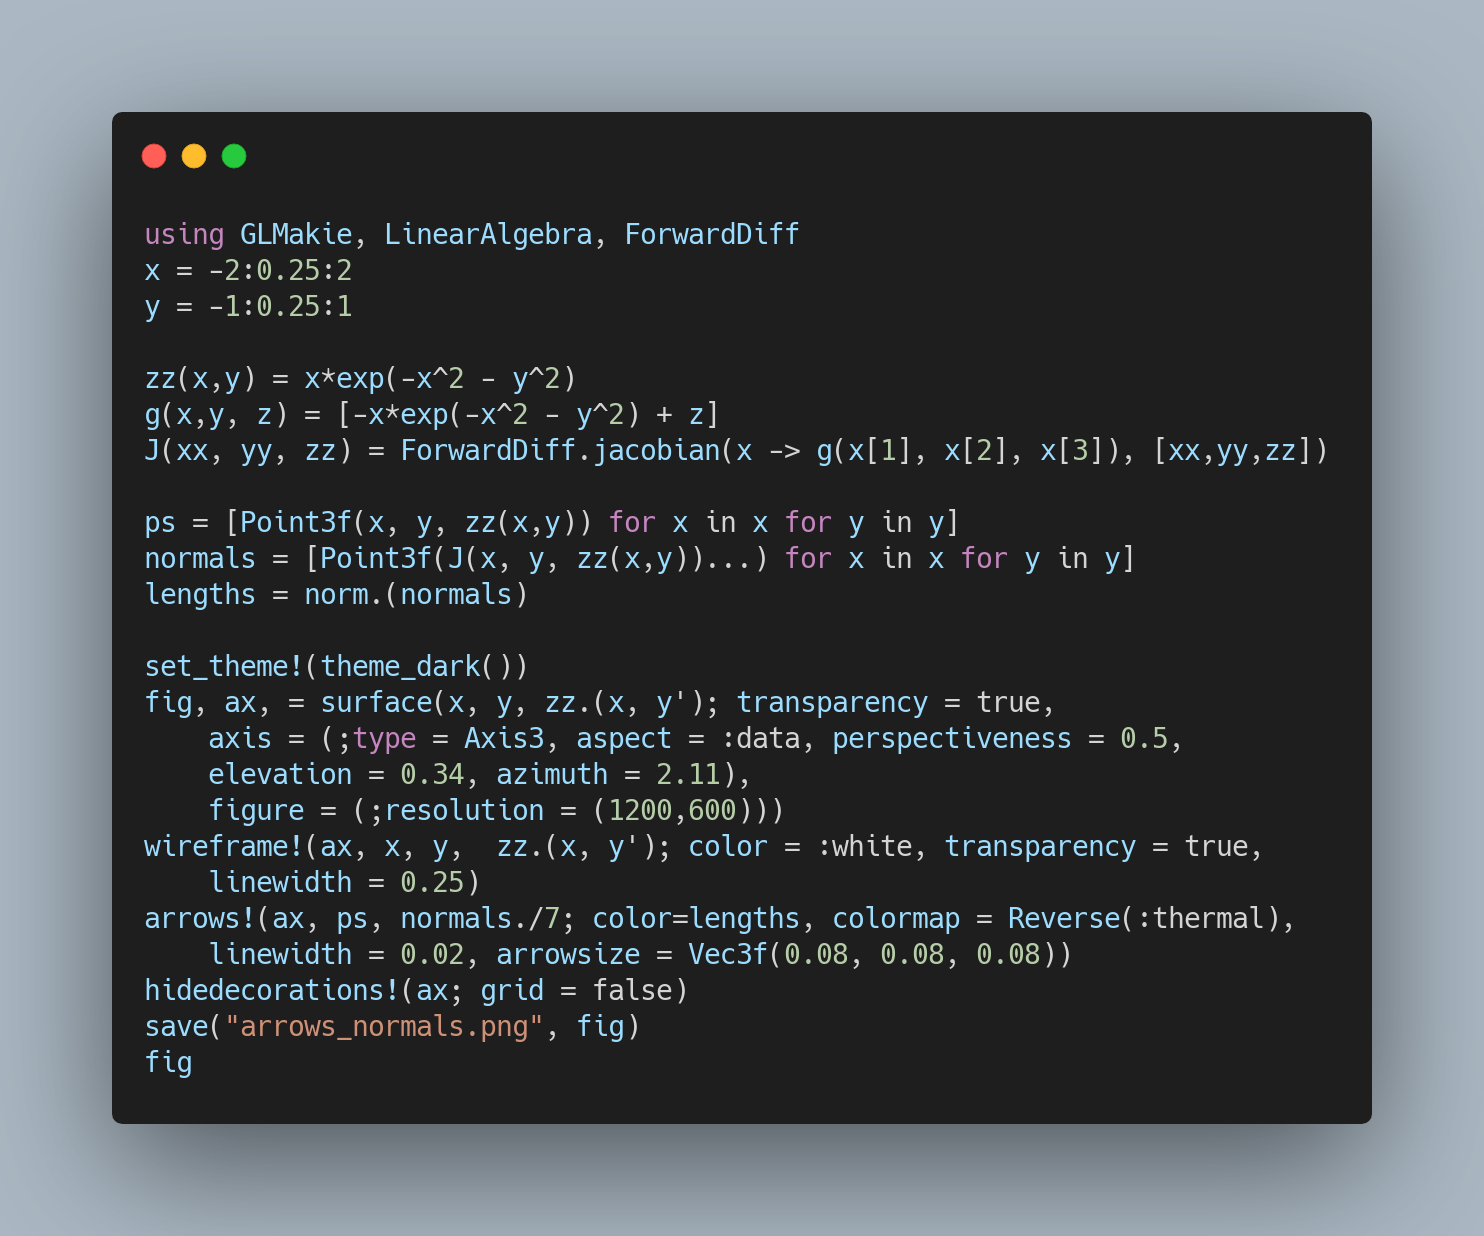 using GLMakie, LinearAlgebra, ForwardDiff
x = -2:0.25:2
y = -1:0.25:1

zz(x,y) = x*exp(-x^2 - y^2)
g(x,y, z) = [-x*exp(-x^2 - y^2) + z]
J(xx, yy, zz) = ForwardDiff.jacobian(x -> g(x[1], x[2], x[3]), [xx,yy,zz])

ps = [Point3f(x, y, zz(x,y)) for x in x for y in y]
normals = [Point3f(J(x, y, zz(x,y))...) for x in x for y in y]
lengths = norm.(normals)

set_theme!(theme_dark())
fig, ax, = surface(x, y, zz.(x, y'); transparency = true,
    axis = (;type = Axis3, aspect = :data, perspectiveness = 0.5,
    elevation = 0.34, azimuth = 2.11),
    figure = (;resolution = (1200,600)))
wireframe!(ax, x, y,  zz.(x, y'); color = :white, transparency = true,
    linewidth = 0.25)
arrows!(ax, ps, normals./7; color=lengths, colormap = Reverse(:thermal),
    linewidth = 0.02, arrowsize = Vec3f(0.08, 0.08, 0.08))
hidedecorations!(ax; grid = false)
save("arrows_normals.png", fig)
fig